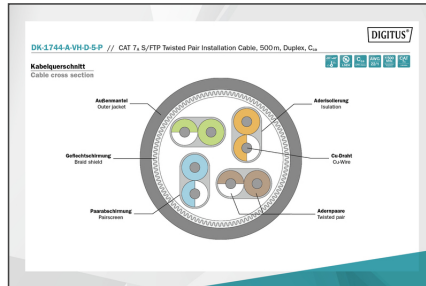 DIGITUS®
DK-1744-A-VH-D-5-P // CAT 7A S/FTP Twisted Pair Installation Cable, 500 m, Duplex, Cca
Kabelquerschnitt
Cable cross section
Außenmantel
Outer jacket
Aderisolierung
Insulation
Geflechtschirmung
Braid shield
Cu-Draht
Cu-Wire
Paarabschirmung
Pairscreen
Adernpaare
Twisted pair